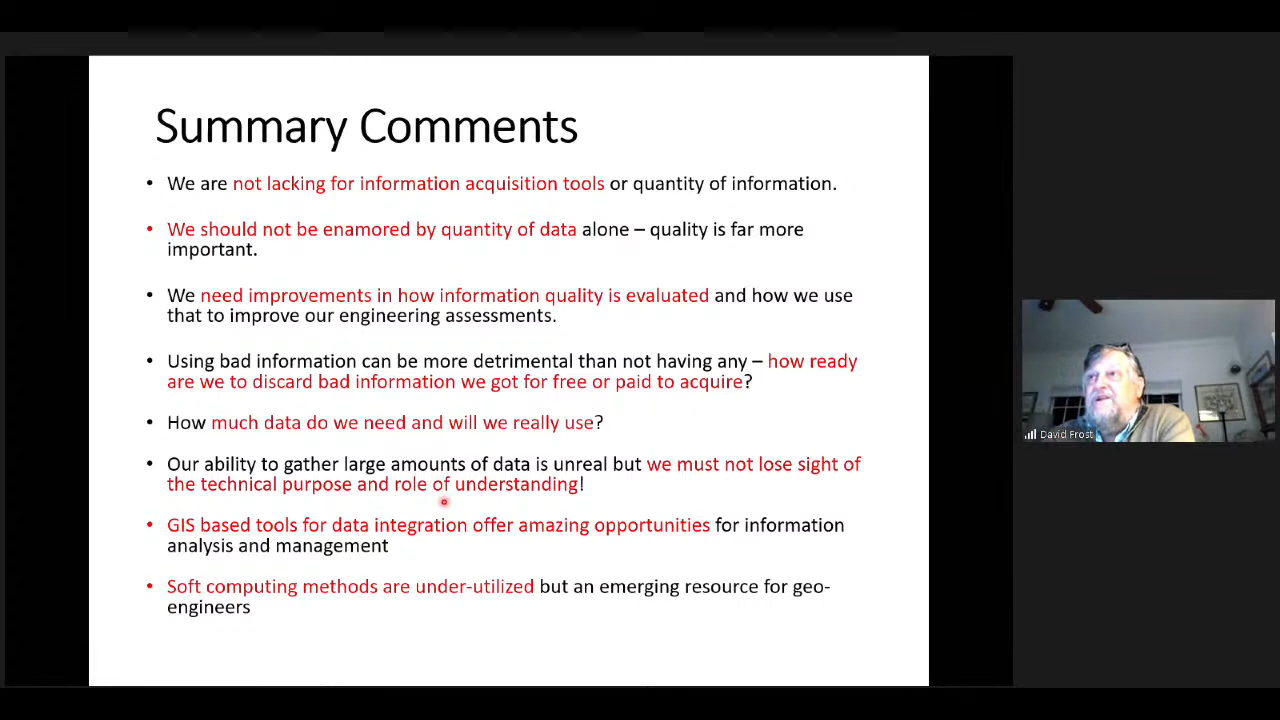 Summary Comments
• We are not lacking for information acquisition tools or quantity of information.
• We should not be enamored by quantity of data alone – quality is far more
important.
• We need improvements in how information quality is evaluated and how we use
that to improve our engineering assessments.
• Using bad information can be more detrimental than not having any – how ready
are we to discard bad information we got for free or paid to acquire?
• How much data do we need and will we really use?
• Our ability to gather large amounts of data is unreal but we must not lose sight of
the technical purpose and role of understanding!
• GIS based tools for data integration offer amazing opportunities for information
analysis and management
• Soft computing methods are under-utilized but an emerging resource for geo-
engineers
David Frost